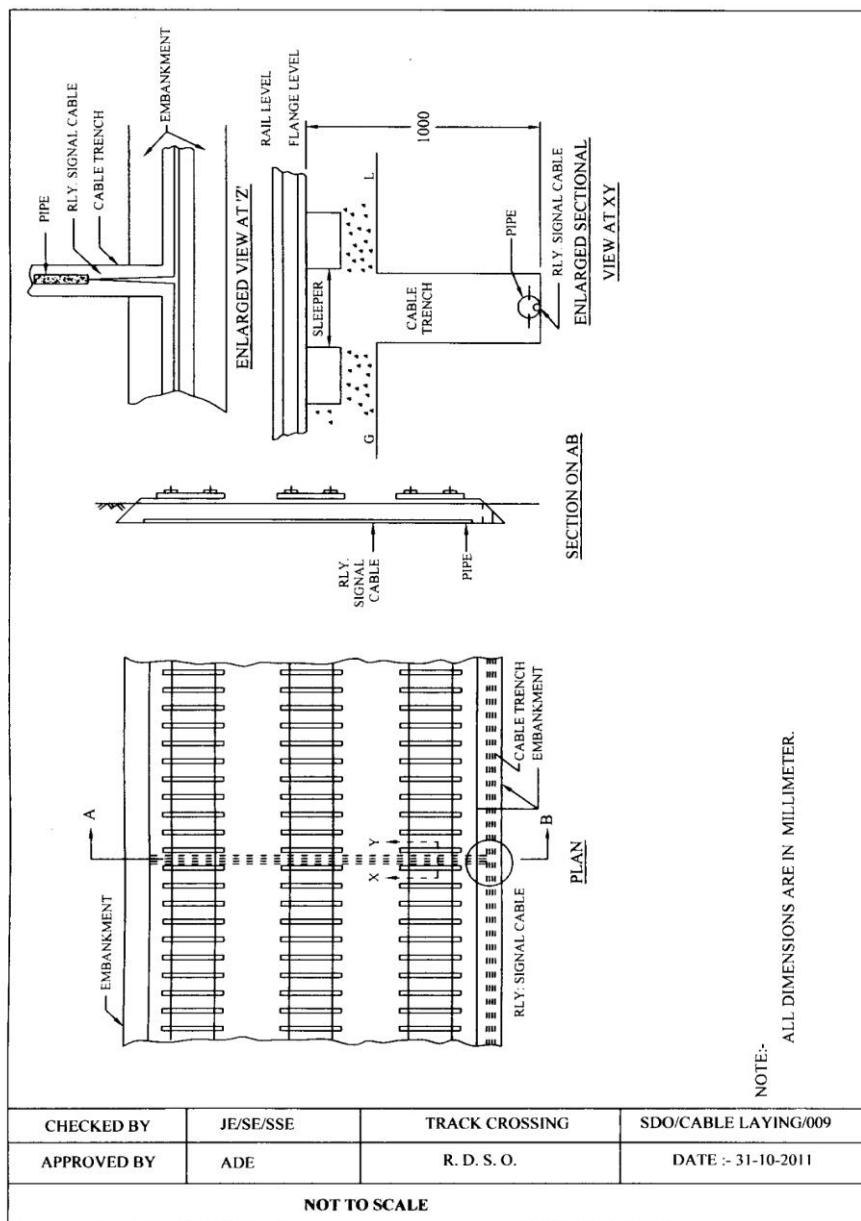 PIPE
RLY. SIGNAL CABLE
CABLE TRENCH
EMBANKMENT
ENLARGED VIEW AT 'Z'
RAIL LEVEL
FLANGE LEVEL
SLEEPER
1000
G
L
CABLE
TRENCH
PIPE
RLY. SIGNAL CABLE
ENLARGED SECTIONAL
VIEW AT XY
RLY.
SIGNAL
CABLE
PIPE
SECTION ON AB
EMBANKMENT
A
X
Y
B
RLY: SIGNAL CABLE
CABLE TRENCH
EMBANKMENT
PLAN
NOTE:-
ALL DIMENSIONS ARE IN MILLIMETER.
CHECKED BY JE/SE/SSE TRACK CROSSING SDO/CABLE LAYING/009
APPROVED BY ADE R. D. S. O. DATE :- 31-10-2011
NOT TO SCALE